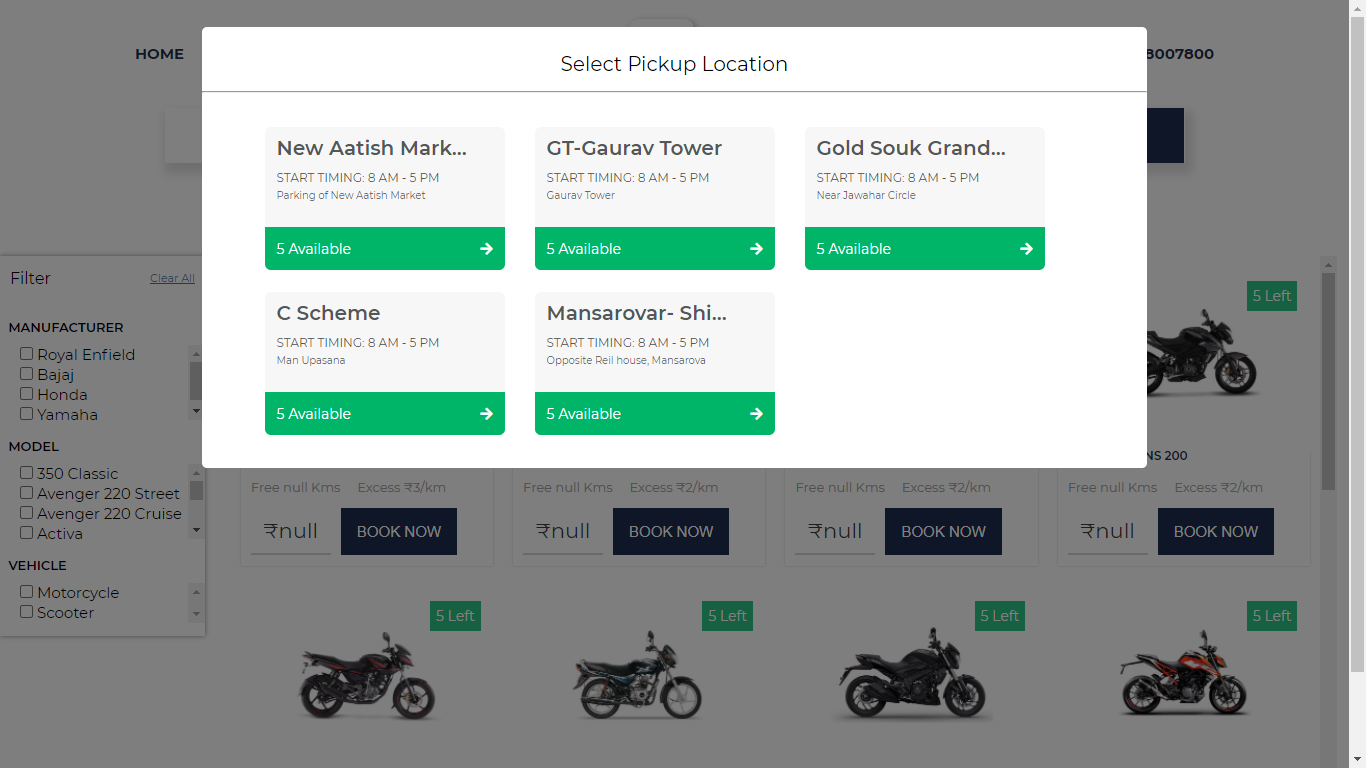 HOME
8007800
Select Pickup Location
New Aatish Mark...
START TIMING: 8 AM - 5 PM
Parking of New Aatish Market
5 Available
GT-Gaurav Tower
START TIMING: 8 AM - 5 PM
Gaurav Tower
5 Available
Gold Souk Grand...
START TIMING: 8 AM - 5 PM
Near Jawahar Circle
5 Available
C Scheme
START TIMING: 8 AM - 5 PM
Man Upasana
5 Available
Mansarovar- Shi...
START TIMING: 8 AM - 5 PM
Opposite Reil house, Mansarova
5 Available
Filter
Clear All
MANUFACTURER
Royal Enfield
Bajaj
Honda
Yamaha
MODEL
350 Classic
Avenger 220 Street
Avenger 220 Cruise
Activa
VEHICLE
Motorcycle
Scooter
5 Left
NS 200
Free null Kms Excess ₹3/km
₹null BOOK NOW
Free null Kms Excess ₹2/km
₹null BOOK NOW
Free null Kms Excess ₹2/km
₹null BOOK NOW
Free null Kms Excess ₹2/km
₹null BOOK NOW
5 Left
5 Left
5 Left
5 Left